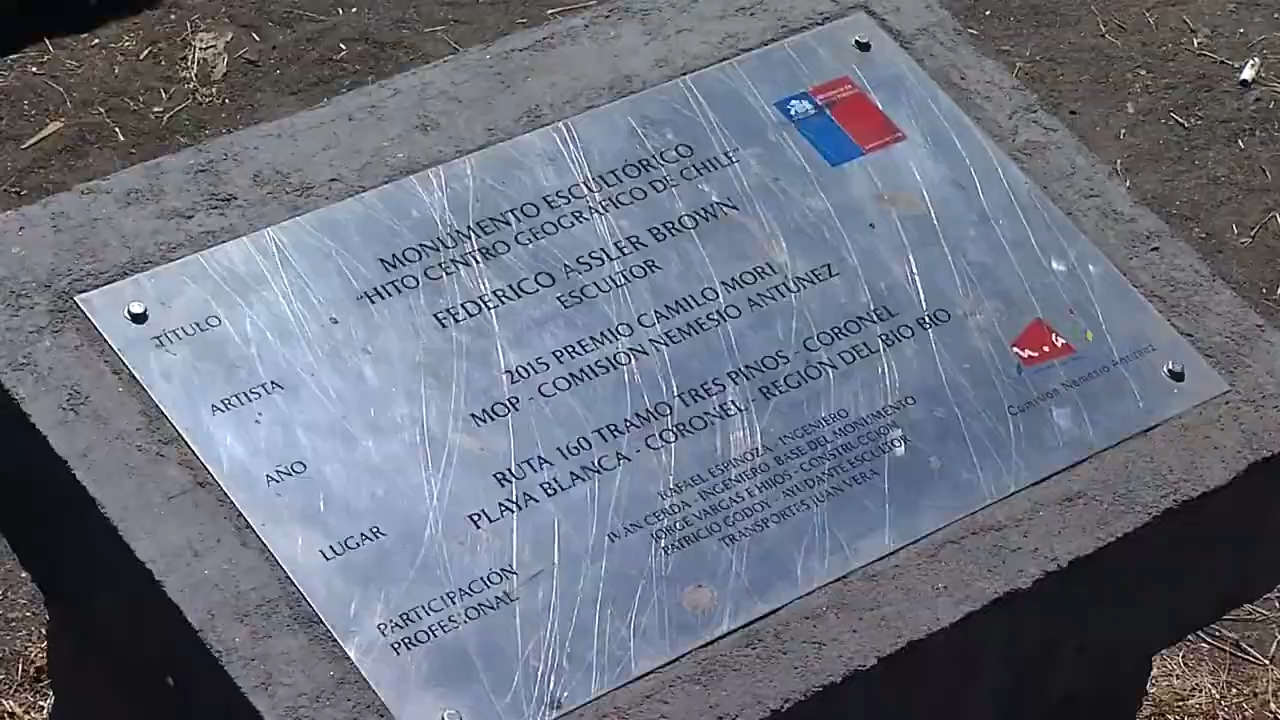 TÍTULO
MONUMENTO ESCULTÓRICO
"HITO CENTRO GEOGRÁFICO DE CHILE"
ARTISTA
FEDERICO ASSLER BROWN
ESCULTOR
AÑO
2015 PREMIO CAMILO MORI
MOP - COMISIÓN NEMESIO ANTÚNEZ
LUGAR
RUTA 160 TRAMO TRES PINOS - CORONEL
PLAYA BLANCA - CORONEL - REGIÓN DEL BIO BÍO
PARTICIPACIÓN
PROFESIONAL
RAFAEL ESPINOZA - INGENIERO
IVÁN CERDA - INGENIERO BASE DEL MONUMENTO
JORGE VARGAS E HIJOS - CONSTRUCCIÓN
PATRICIO GODOY - AYUDANTE ESCULTOR
TRANSPORTES JUAN VERA
n.a
Comisión Nemesio Antúnez